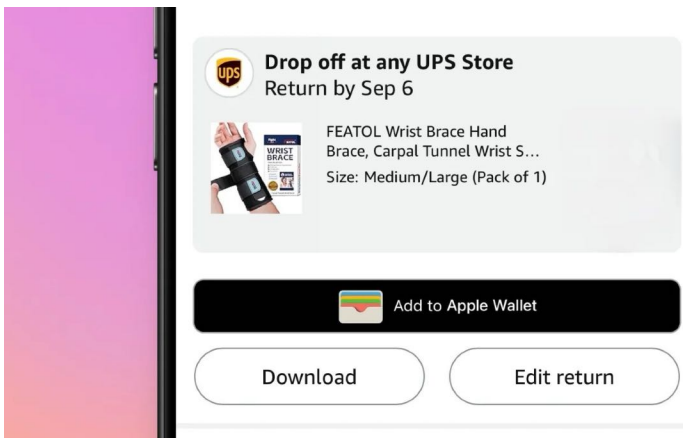 ups
Drop off at any UPS Store
Return by Sep 6
WRIST
BRACE
FEATOL Wrist Brace Hand
Brace, Carpal Tunnel Wrist S...
Size: Medium/Large (Pack of 1)
Add to Apple Wallet
Download
Edit return